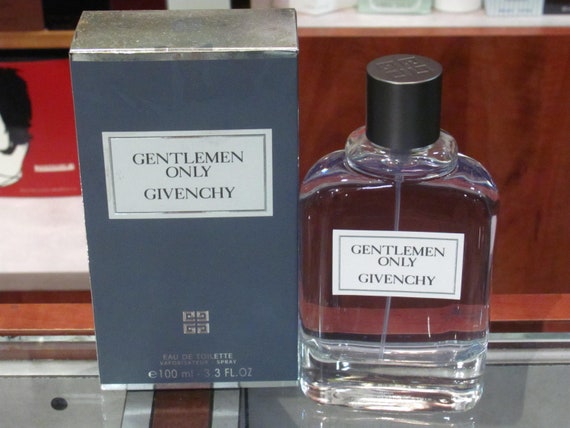 GENTLEMEN
ONLY
GIVENCHY
EAU DE TOILETTE
VAPORISATEUR SPRAY
e 100 ml - 3.3 FL.OZ
GENTLEMEN
ONLY
GIVENCHY